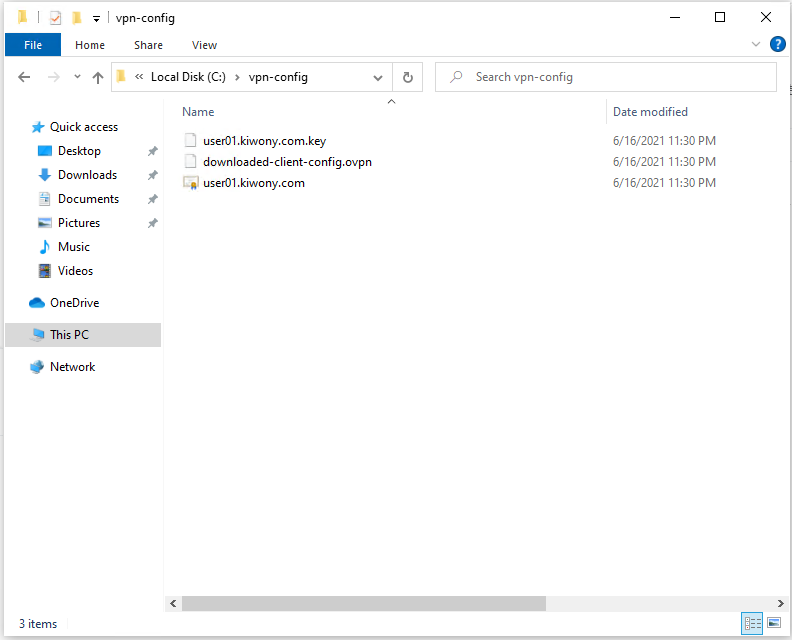 vpn-config
File Home Share View
« Local Disk (C:) › vpn-config
Search vpn-config
Name Date modified
Quick access
Desktop
Downloads
Documents
Pictures
Music
Videos
OneDrive
This PC
Network
user01.kiwony.com.key 6/16/2021 11:30 PM
downloaded-client-config.ovpn 6/16/2021 11:30 PM
user01.kiwony.com 6/16/2021 11:30 PM
3 items